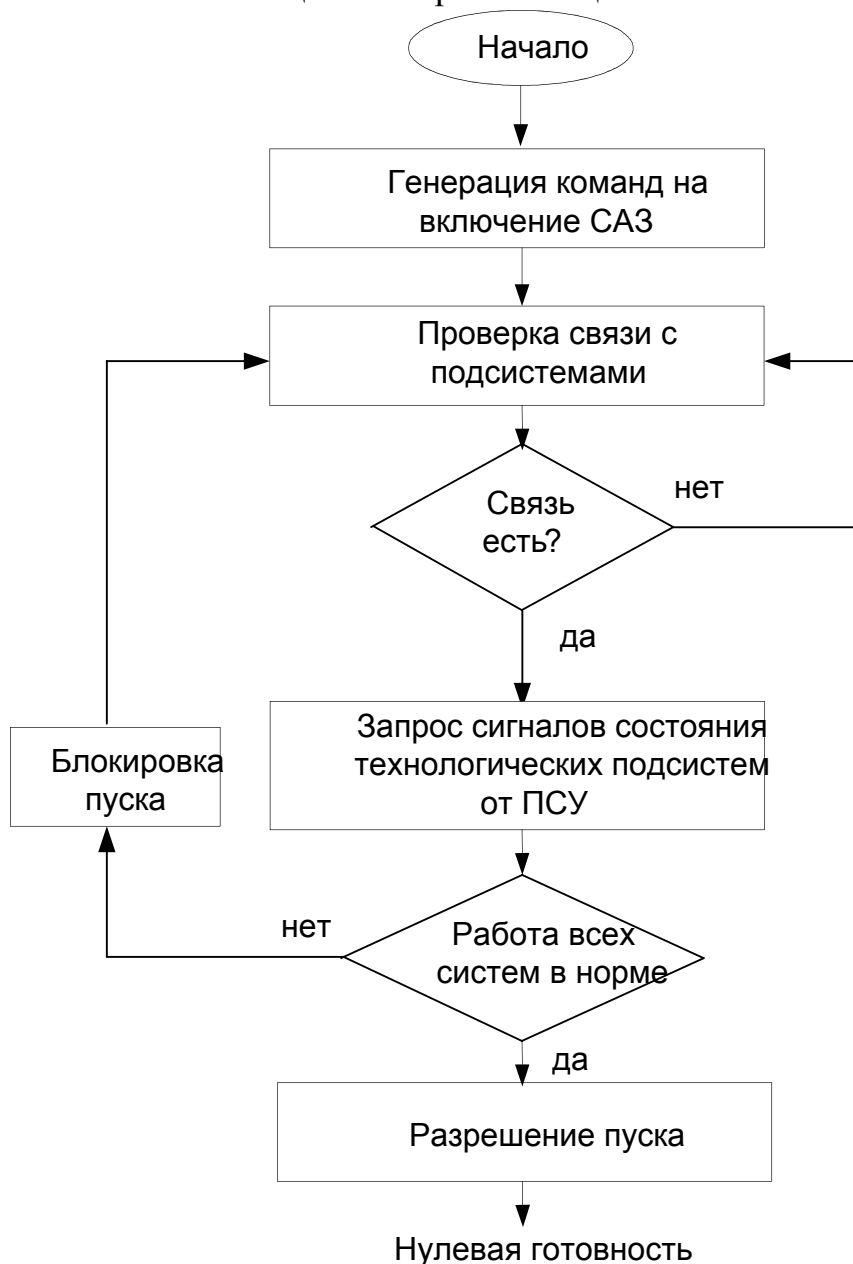 Начало
Генерация команд на
включение САЗ
Проверка связи с
подсистемами
Связь
есть?
нет
да
Запрос сигналов состояния
технологических подсистем
от ПСУ
Блокировка
пуска
нет
Работа всех
систем в норме
да
Разрешение пуска
Нулевая готовность